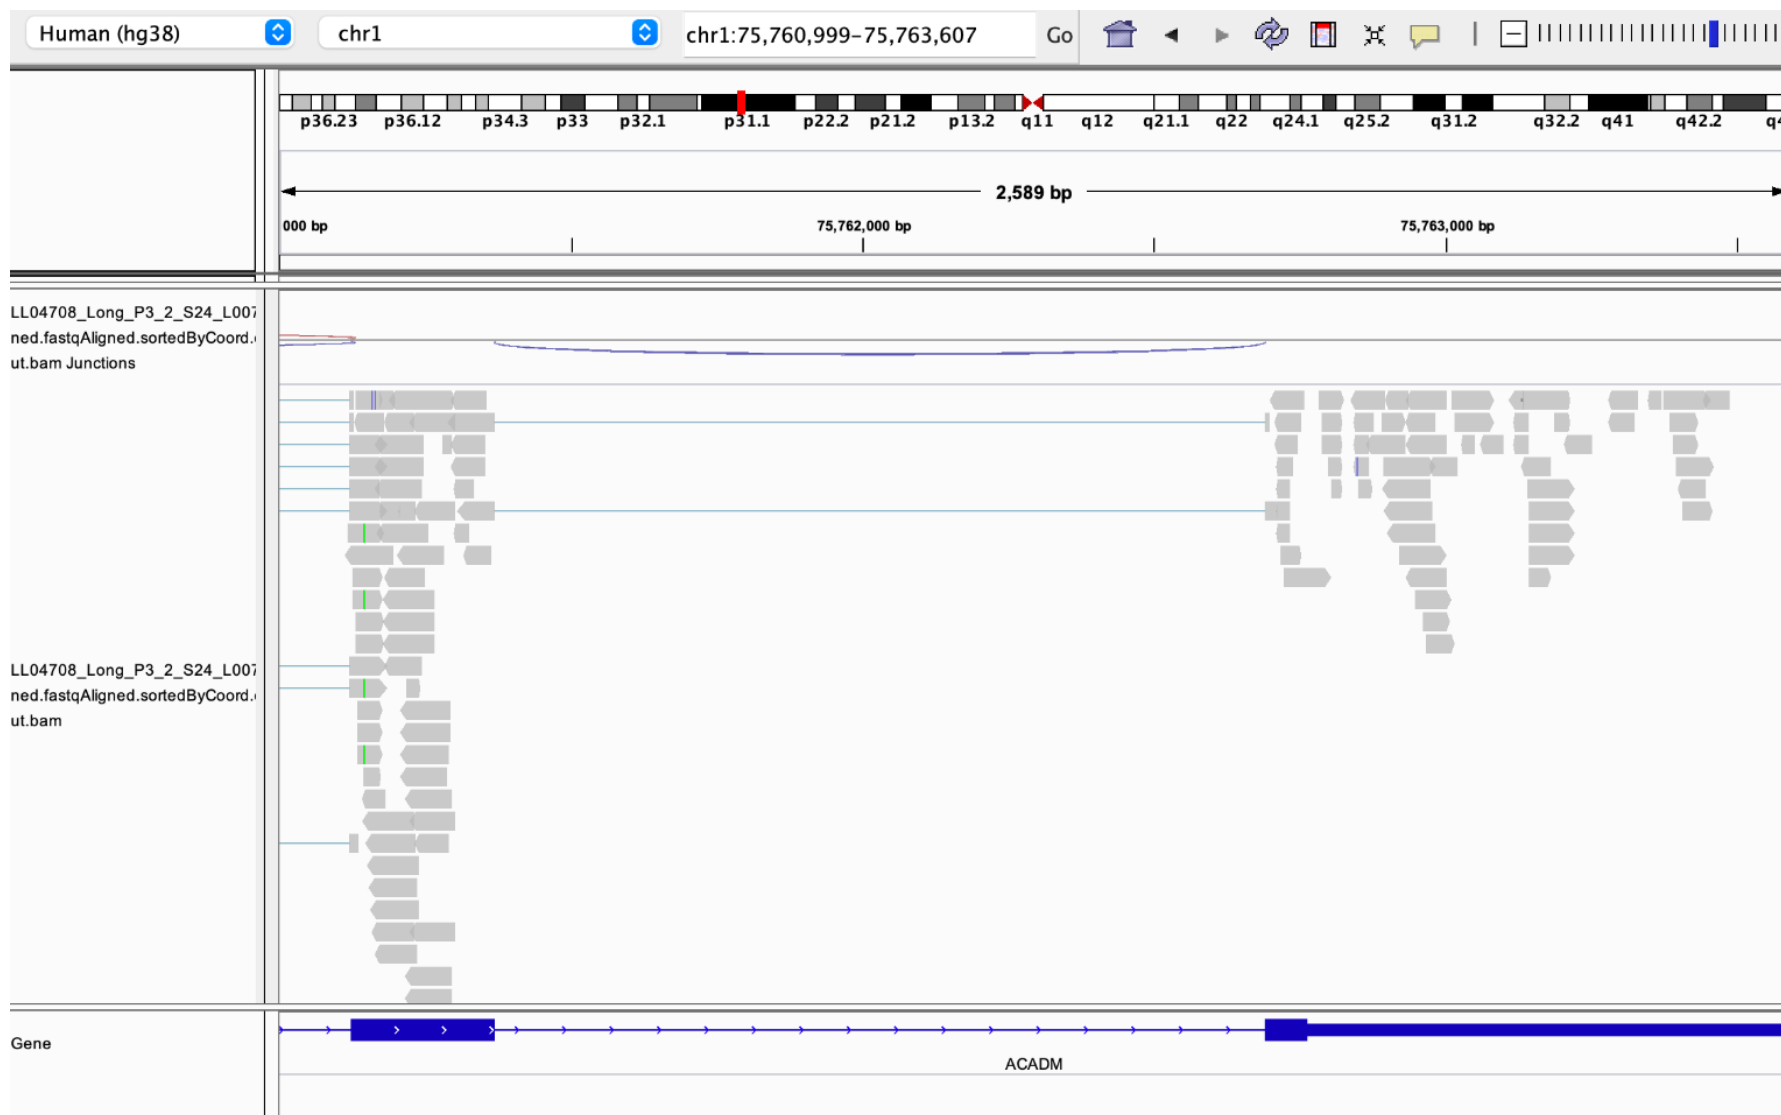 Human (hg38) chr1 chr1:75,760,999-75,763,607 Go
p36.23 p36.12 p34.3 p33 p32.1 p31.1 p22.2 p21.2 p13.2 q11 q12 q21.1 q22 q24.1 q25.2 q31.2 q32.2 q41 q42.2
2,589 bp
000 bp 75,762,000 bp 75,763,000 bp
LL04708_Long_P3_2_S24_L007
ned.fastqAligned.sortedByCoord.
ut.bam Junctions
LL04708_Long_P3_2_S24_L007
ned.fastqAligned.sortedByCoord.
ut.bam
Gene
ACADM